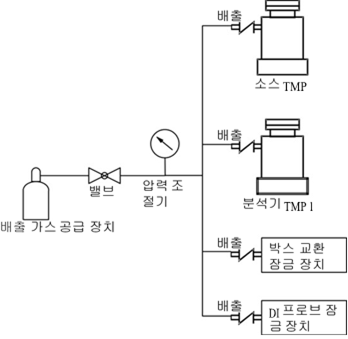 배출
소스 TMP
배출
분석기 TMP 1
밸브
압력 조
절기
배출 가스 공급 장치
배출
박스 교환
잠금 장치
배출
DI 프로브 잠
금 장치